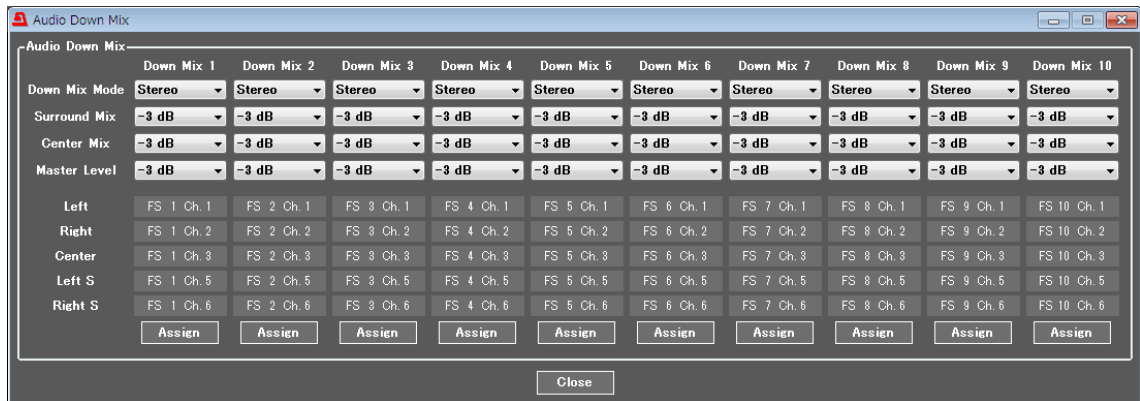 Audio Down Mix
Audio Down Mix
Down Mix 1 Down Mix 2 Down Mix 3 Down Mix 4 Down Mix 5 Down Mix 6 Down Mix 7 Down Mix 8 Down Mix 9 Down Mix 10
Down Mix Mode Stereo Stereo Stereo Stereo Stereo Stereo Stereo Stereo Stereo Stereo
Surround Mix -3 dB -3 dB -3 dB -3 dB -3 dB -3 dB -3 dB -3 dB -3 dB -3 dB
Center Mix -3 dB -3 dB -3 dB -3 dB -3 dB -3 dB -3 dB -3 dB -3 dB -3 dB
Master Level -3 dB -3 dB -3 dB -3 dB -3 dB -3 dB -3 dB -3 dB -3 dB -3 dB
Left FS 1 Ch. 1 FS 2 Ch. 1 FS 3 Ch. 1 FS 4 Ch. 1 FS 5 Ch. 1 FS 6 Ch. 1 FS 7 Ch. 1 FS 8 Ch. 1 FS 9 Ch. 1 FS 10 Ch. 1
Right FS 1 Ch. 2 FS 2 Ch. 2 FS 3 Ch. 2 FS 4 Ch. 2 FS 5 Ch. 2 FS 6 Ch. 2 FS 7 Ch. 2 FS 8 Ch. 2 FS 9 Ch. 2 FS 10 Ch. 2
Center FS 1 Ch. 3 FS 2 Ch. 3 FS 3 Ch. 3 FS 4 Ch. 3 FS 5 Ch. 3 FS 6 Ch. 3 FS 7 Ch. 3 FS 8 Ch. 3 FS 9 Ch. 3 FS 10 Ch. 3
Left S FS 1 Ch. 5 FS 2 Ch. 5 FS 3 Ch. 5 FS 4 Ch. 5 FS 5 Ch. 5 FS 6 Ch. 5 FS 7 Ch. 5 FS 8 Ch. 5 FS 9 Ch. 5 FS 10 Ch. 5
Right S FS 1 Ch. 6 FS 2 Ch. 6 FS 3 Ch. 6 FS 4 Ch. 6 FS 5 Ch. 6 FS 6 Ch. 6 FS 7 Ch. 6 FS 8 Ch. 6 FS 9 Ch. 6 FS 10 Ch. 6
Assign Assign Assign Assign Assign Assign Assign Assign Assign Assign
Close